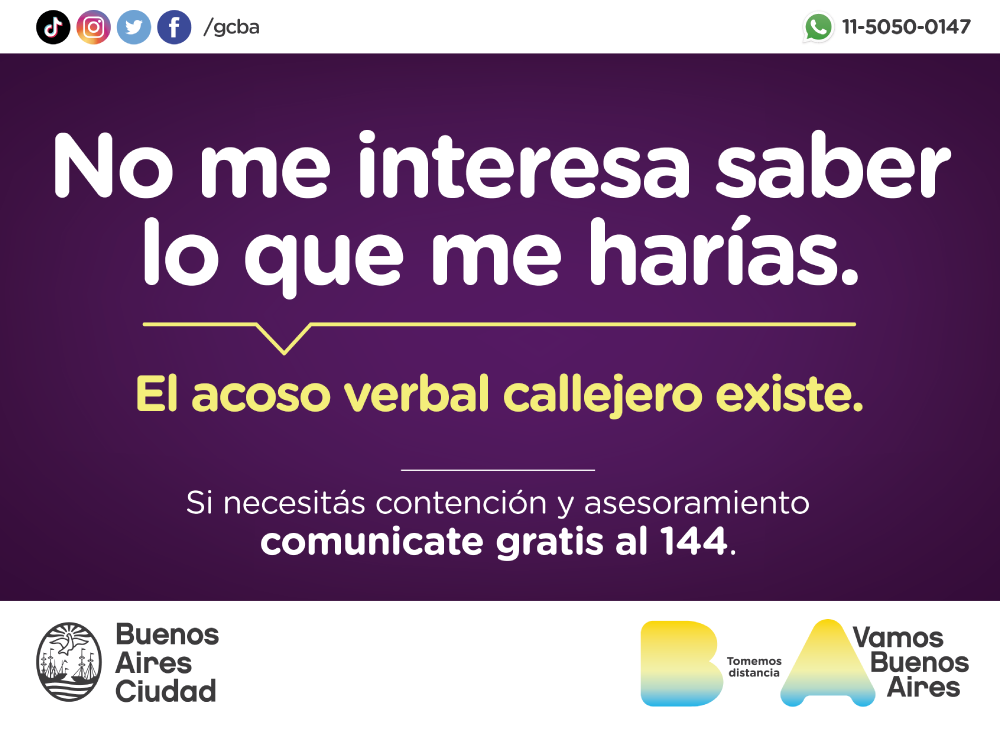 /gcba
11-5050-0147
No me interesa saber
lo que me harías.
El acoso verbal callejero existe.
Si necesitás contención y asesoramiento
comunicate gratis al 144.
Buenos
Aires
Ciudad
BA
Tomemos
distancia
Vamos
Buenos
Aires